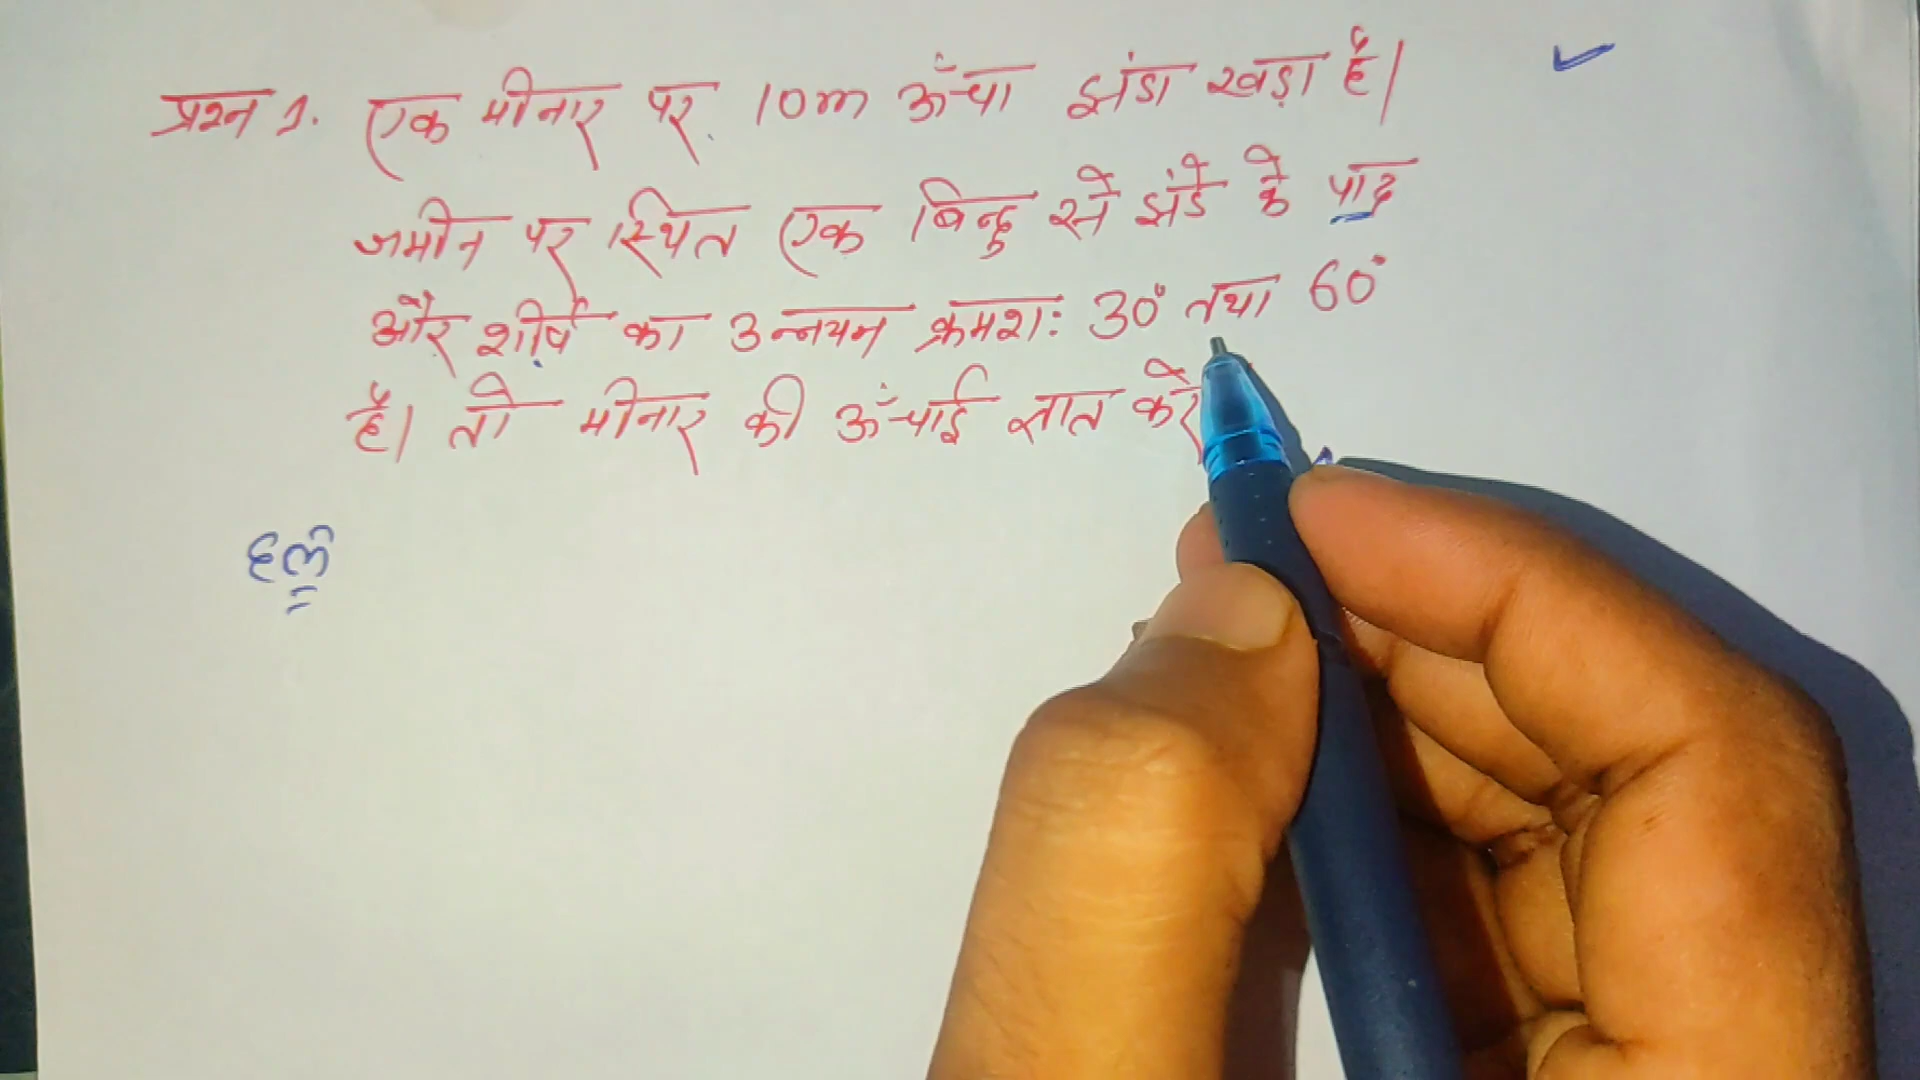 प्रश्न 1. एक मीनार पर 10m ऊँचा झंडा खड़ा है।
जमीन पर स्थित एक बिन्दु से झंडे के पाद
और शीर्ष का उन्नयन क्रमशः 30° तथा 60°
है। तो मीनार की ऊँचाई ज्ञात करें
हल